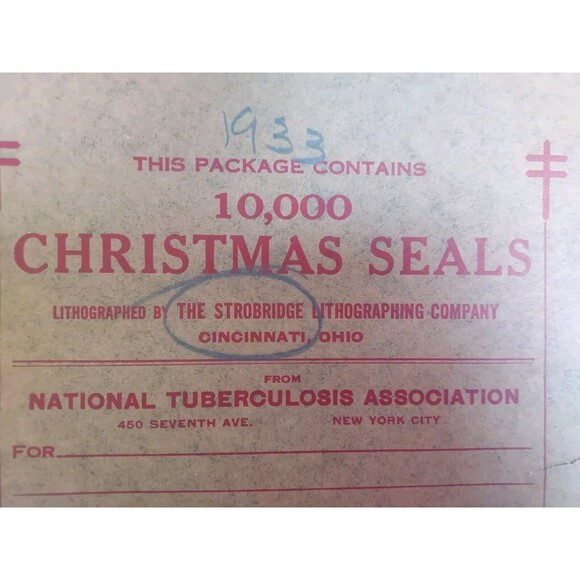 1933
THIS PACKAGE CONTAINS
10,000
CHRISTMAS SEALS
LITHOGRAPHED BY THE STROBRIDGE LITHOGRAPHING COMPANY
CINCINNATI, OHIO
FROM
NATIONAL TUBERCULOSIS ASSOCIATION
450 SEVENTH AVE. NEW YORK CITY
FOR